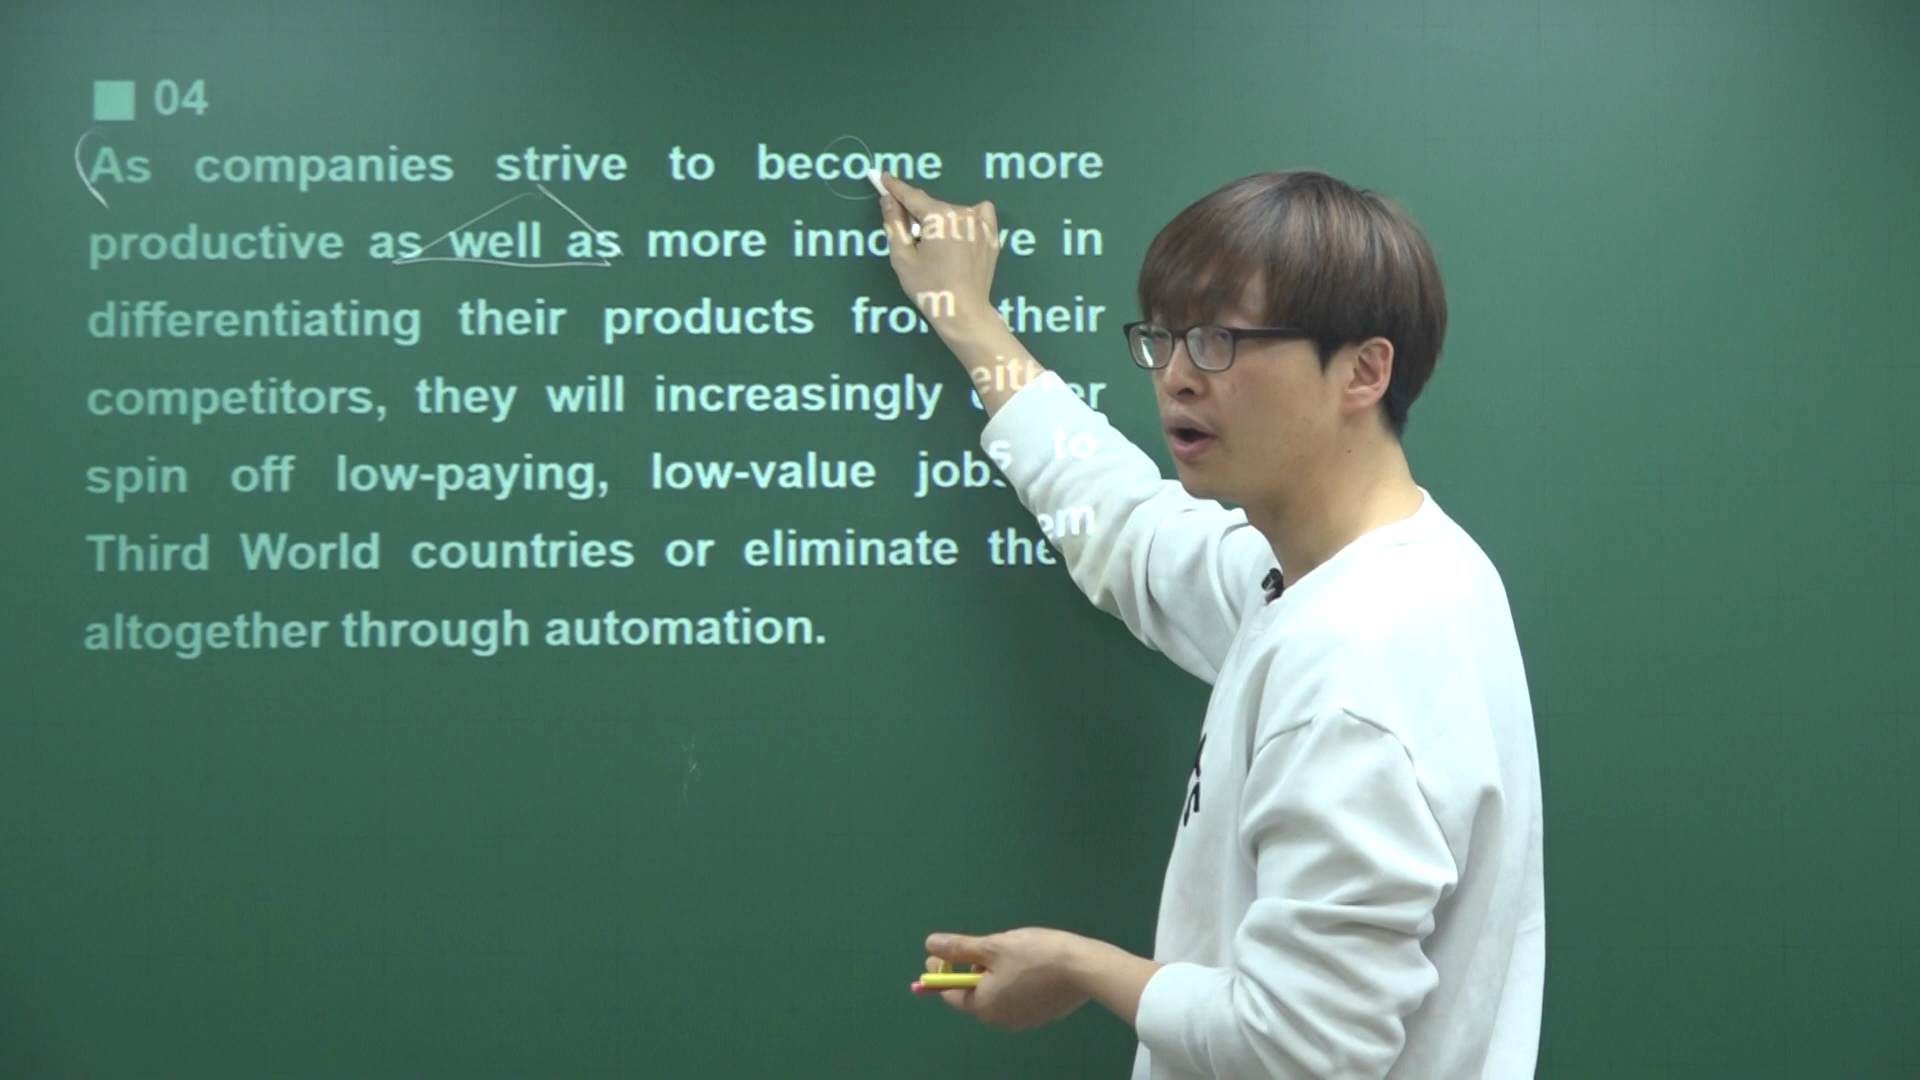 04
As companies strive to become more
productive as well as more innovative in
differentiating their products from their
competitors, they will increasingly either
spin off low-paying, low-value jobs to
Third World countries or eliminate them
altogether through automation.